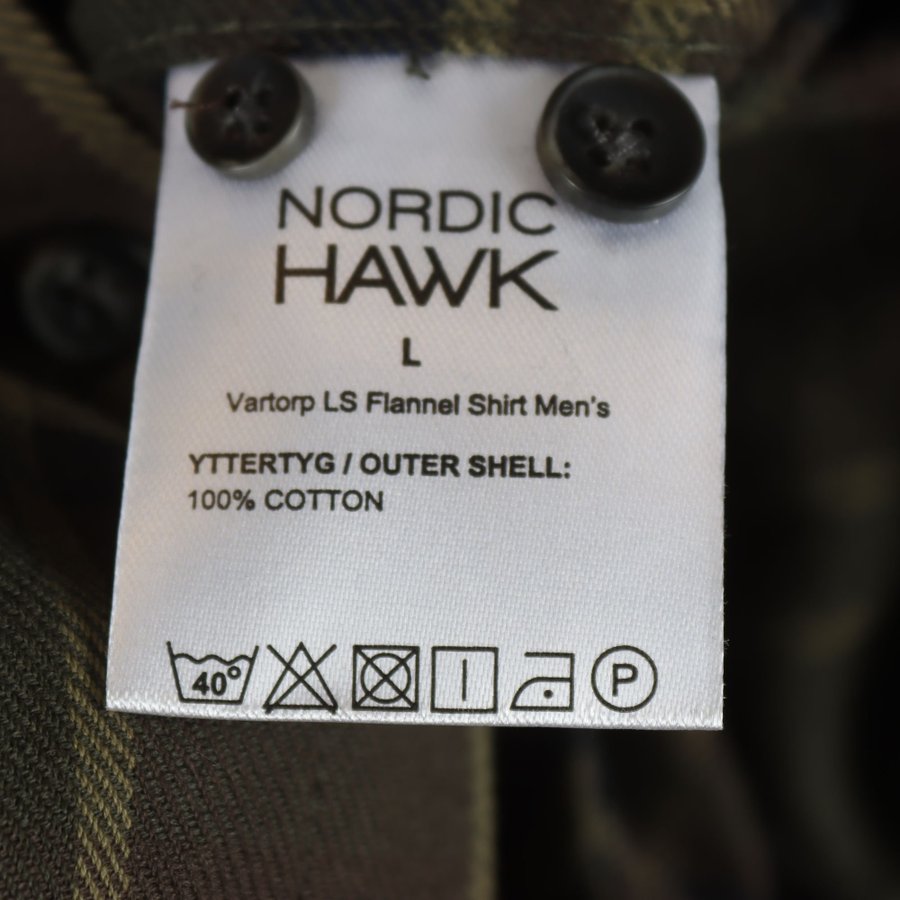 NORDIC
HAWK
L
Vartorp LS Flannel Shirt Men's
YTTERTYG / OUTER SHELL:
100% COTTON
40° P